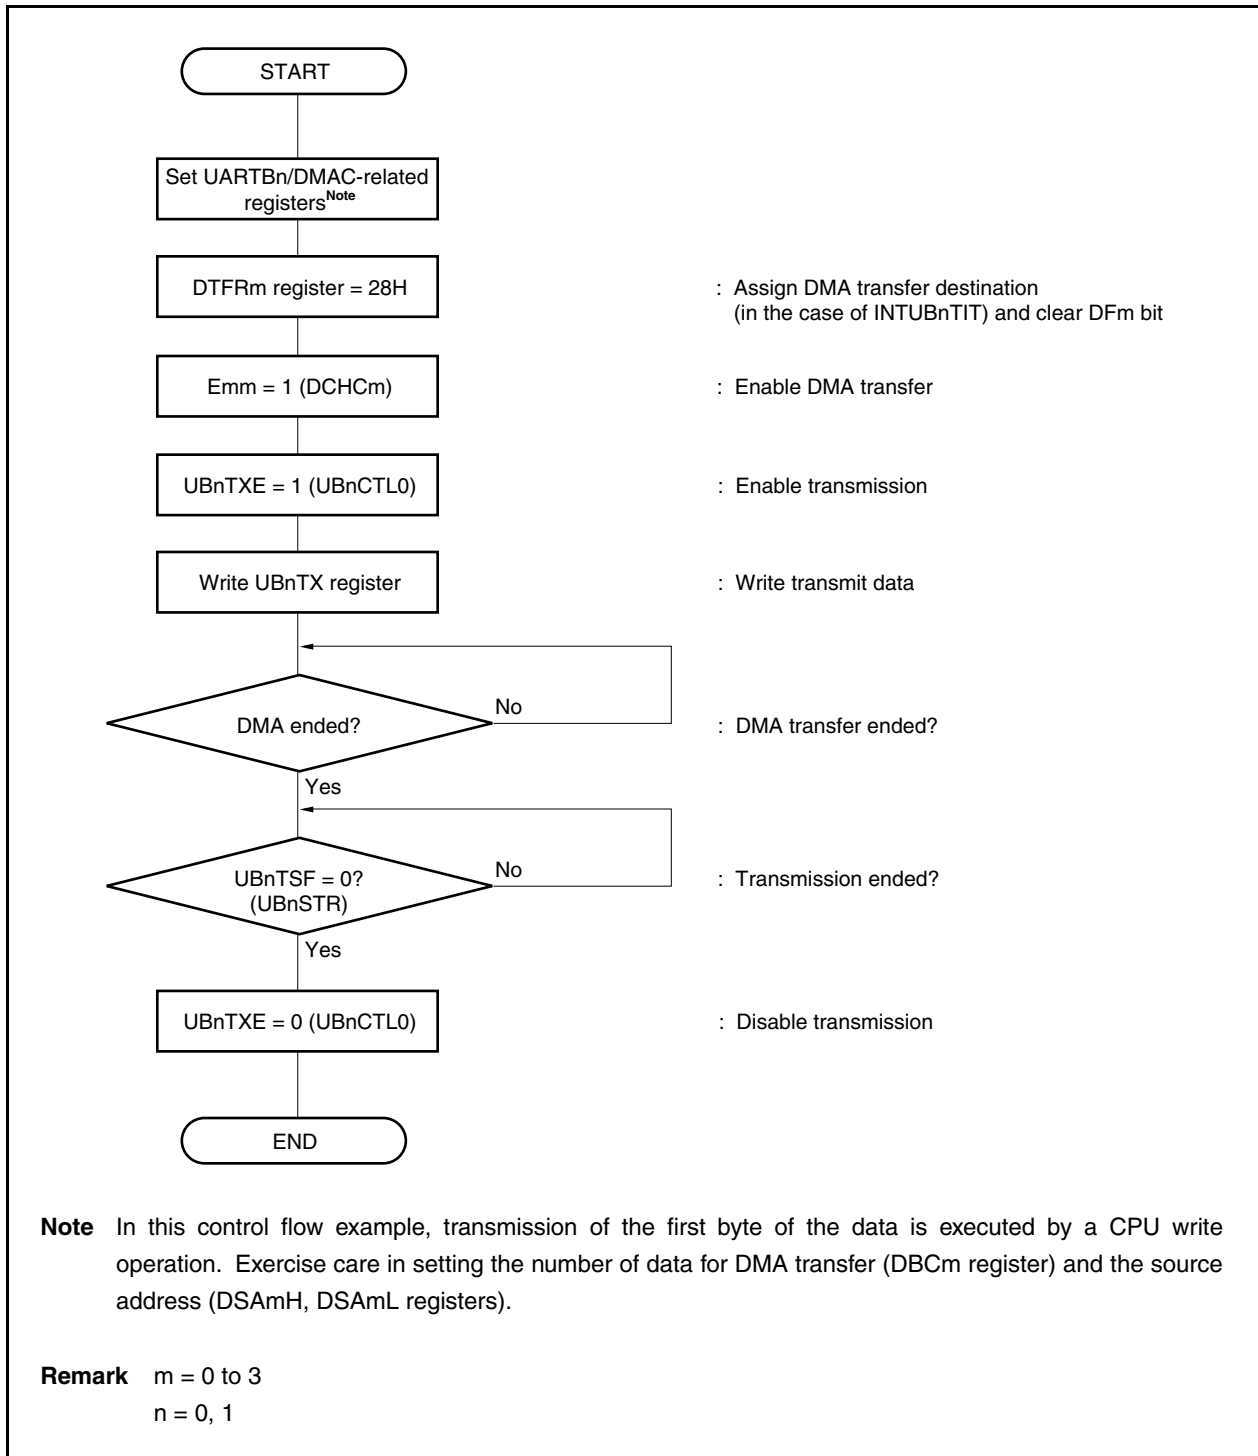 START
Set UARTBn/DMAC-related
registersNote
DTFRm register = 28H
: Assign DMA transfer destination
(in the case of INTUBnTIT) and clear DFm bit
Emm = 1 (DCHCm)
: Enable DMA transfer
UBnTXE = 1 (UBnCTL0)
: Enable transmission
Write UBnTX register
: Write transmit data
No
DMA ended?
: DMA transfer ended?
Yes
No
UBnTSF = 0?
(UBnSTR)
: Transmission ended?
Yes
UBnTXE = 0 (UBnCTL0)
: Disable transmission
END
Note In this control flow example, transmission of the first byte of the data is executed by a CPU write
operation. Exercise care in setting the number of data for DMA transfer (DBCm register) and the source
address (DSAmH, DSAmL registers).
Remark m = 0 to 3
n = 0, 1